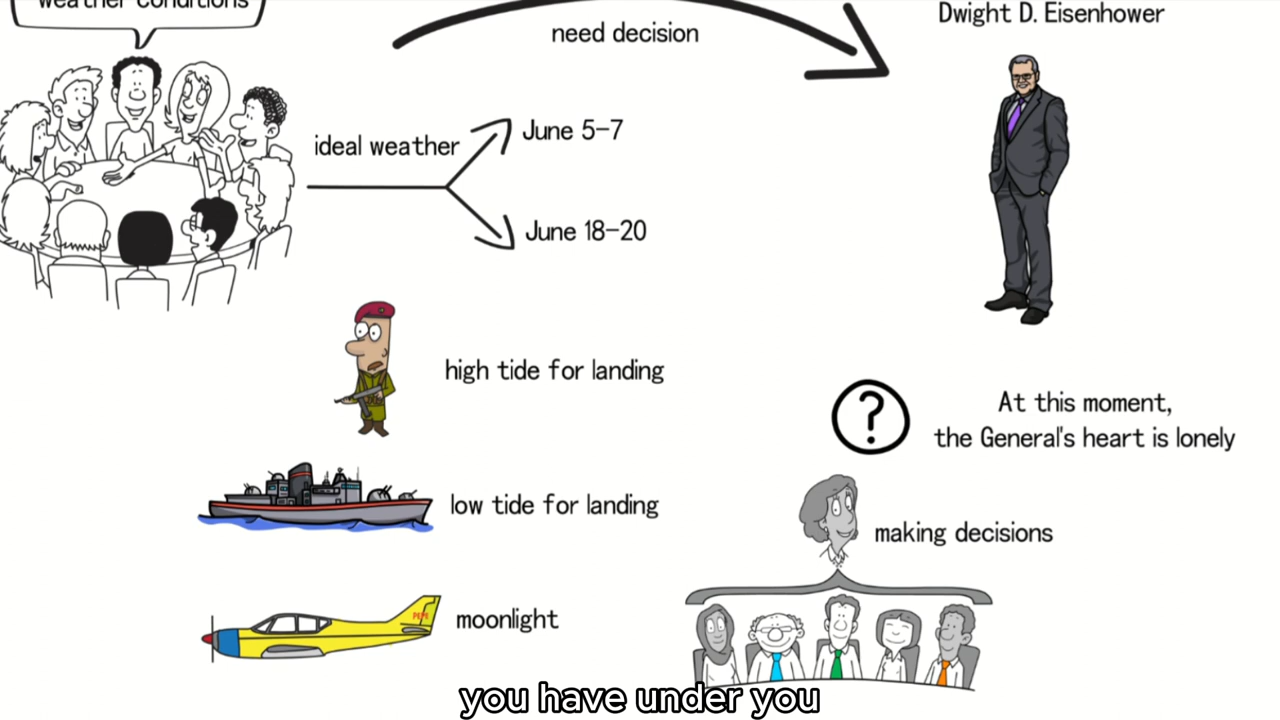 weather conditions
need decision
Dwight D. Eisenhower
ideal weather
June 5-7
June 18-20
high tide for landing
At this moment,
the General's heart is lonely
low tide for landing
making decisions
PEPE
moonlight
you have under you